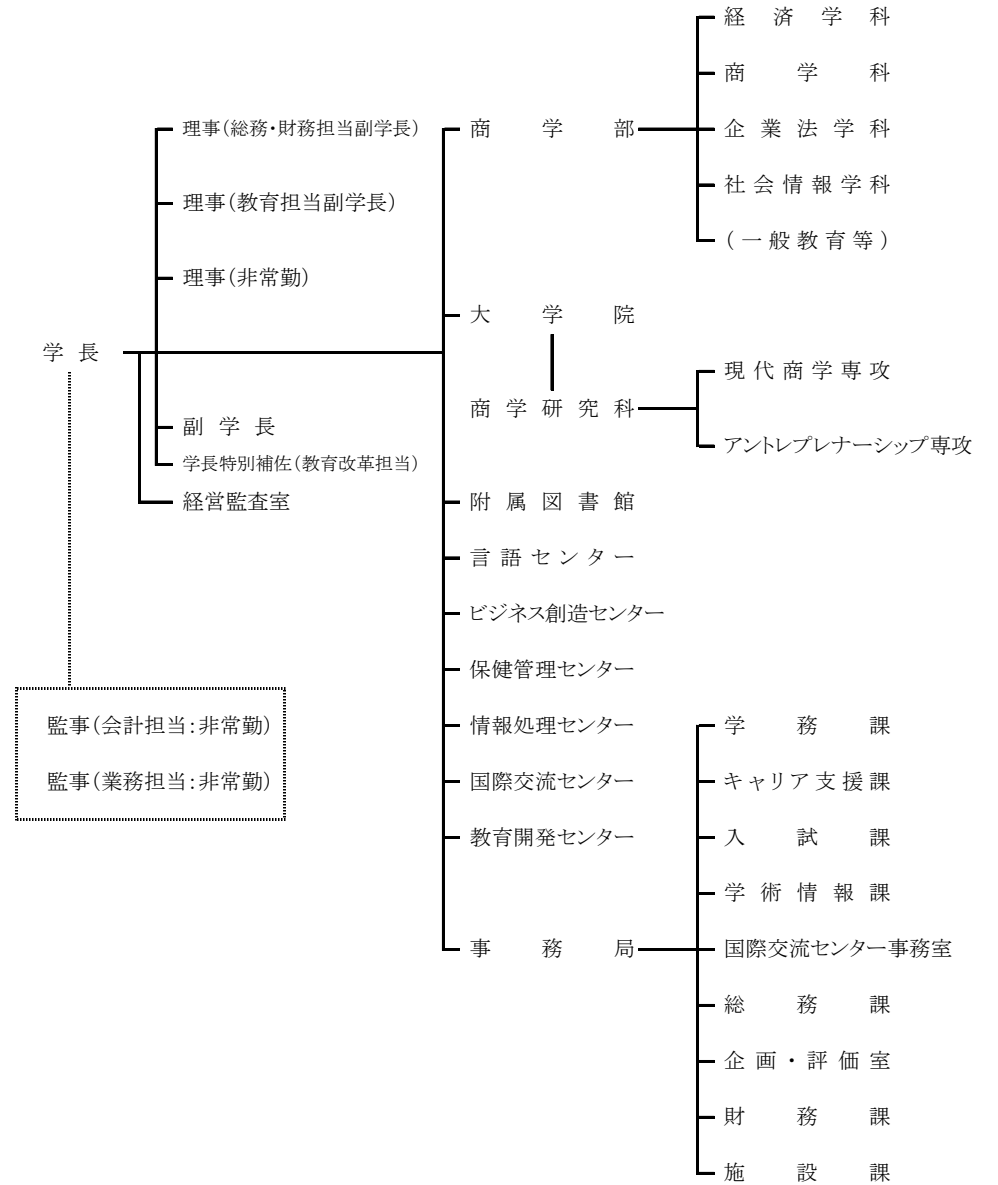 学長
理事(総務・財務担当副学長)
理事(教育担当副学長)
理事(非常勤)
副学長
学長特別補佐(教育改革担当)
経営監査室
監事(会計担当:非常勤)
監事(業務担当:非常勤)
商学部
経済学科
商学科
企業法学科
社会情報学科
(一般教育等)
大学院
商学研究科
現代商学専攻
アントレプレナーシップ専攻
附属図書館
言語センター
ビジネス創造センター
保健管理センター
情報処理センター
国際交流センター
教育開発センター
事務局
学務課
キャリア支援課
入試課
学術情報課
国際交流センター事務室
総務課
企画・評価室
財務課
施設課